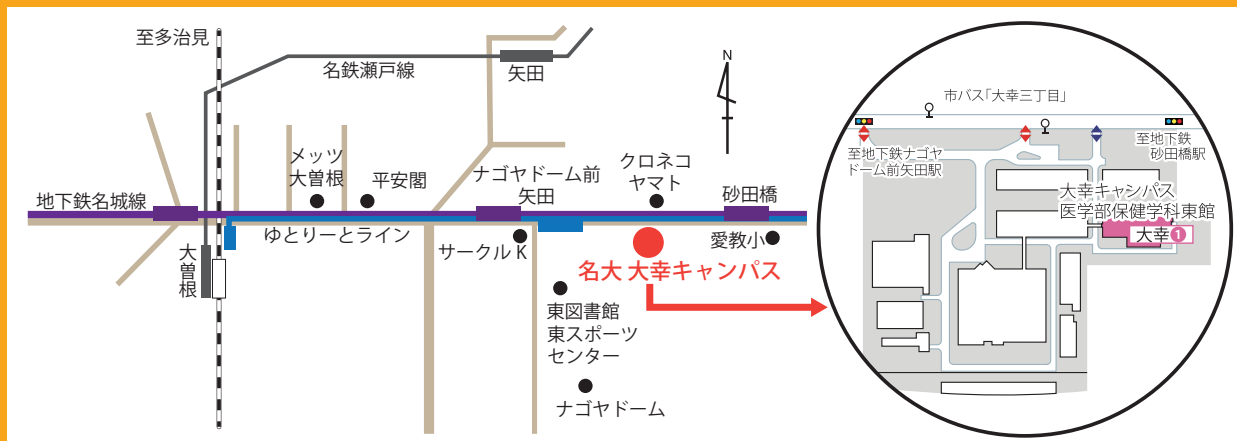 至多治見
名鉄瀬戸線
矢田
N
メッツ
大曽根
平安閣
ナゴヤドーム前
矢田
クロネコ
ヤマト
砂田橋
地下鉄名城線
ゆとりーとライン
サークル K
愛教小
大曽根
名大 大幸キャンパス
東図書館
東スポーツ
センター
ナゴヤドーム
市バス「大幸三丁目」
至地下鉄ナゴヤ
ドーム前矢田駅
至地下鉄
砂田橋駅
大幸キャンパス
医学部保健学科東館
大幸❶